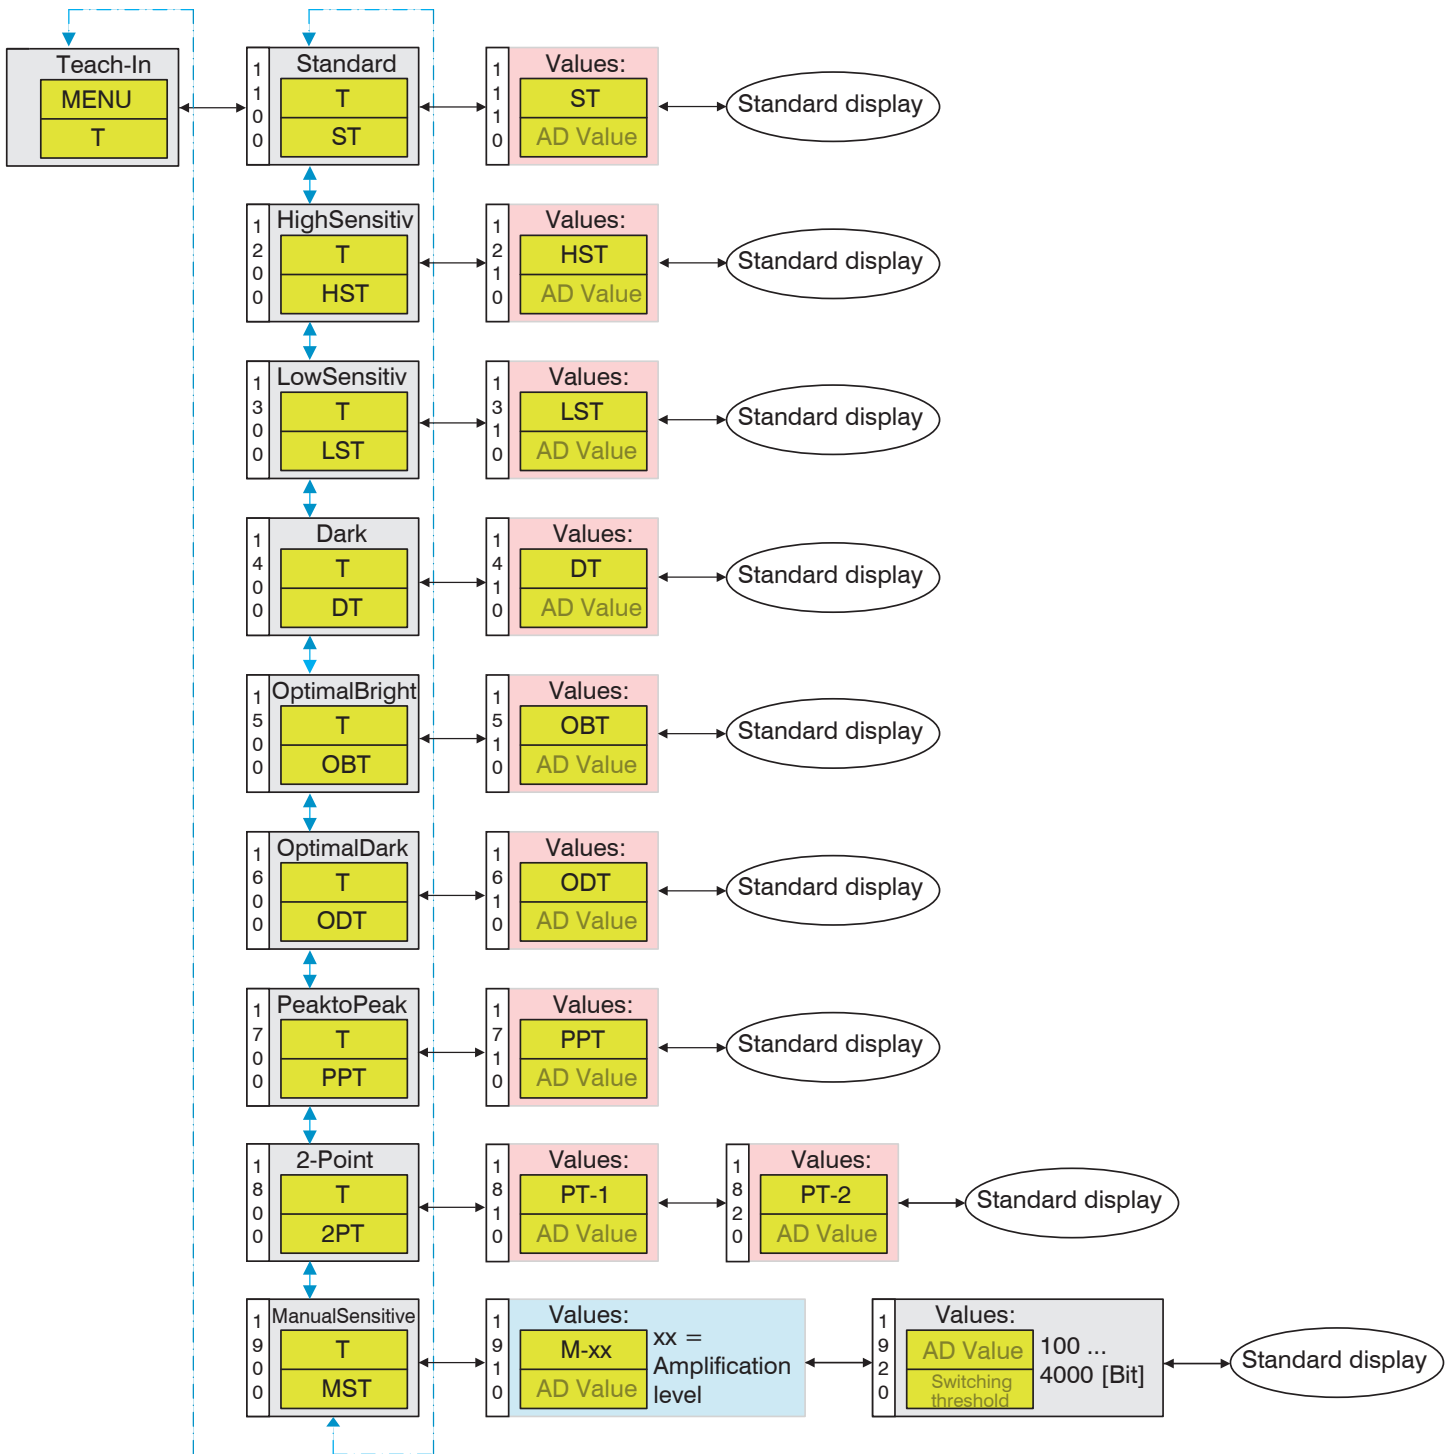 Teach-In
MENU
T
1100
Standard
T
ST
1110
Values:
ST
AD Value
Standard display
1200
HighSensitiv
T
HST
1210
Values:
HST
AD Value
Standard display
1300
LowSensitiv
T
LST
1310
Values:
LST
AD Value
Standard display
1400
Dark
T
DT
1410
Values:
DT
AD Value
Standard display
1500
OptimalBright
T
OBT
1510
Values:
OBT
AD Value
Standard display
1600
OptimalDark
T
ODT
1610
Values:
ODT
AD Value
Standard display
1700
PeaktoPeak
T
PPT
1710
Values:
PPT
AD Value
Standard display
1800
2-Point
T
2PT
1810
Values:
PT-1
AD Value
1820
Values:
PT-2
AD Value
Standard display
1900
ManualSensitive
T
MST
1910
Values:
M-xx
AD Value
xx =
Amplification
level
1920
Values:
AD Value
Switching
threshold
100 ...
4000 [Bit]
Standard display